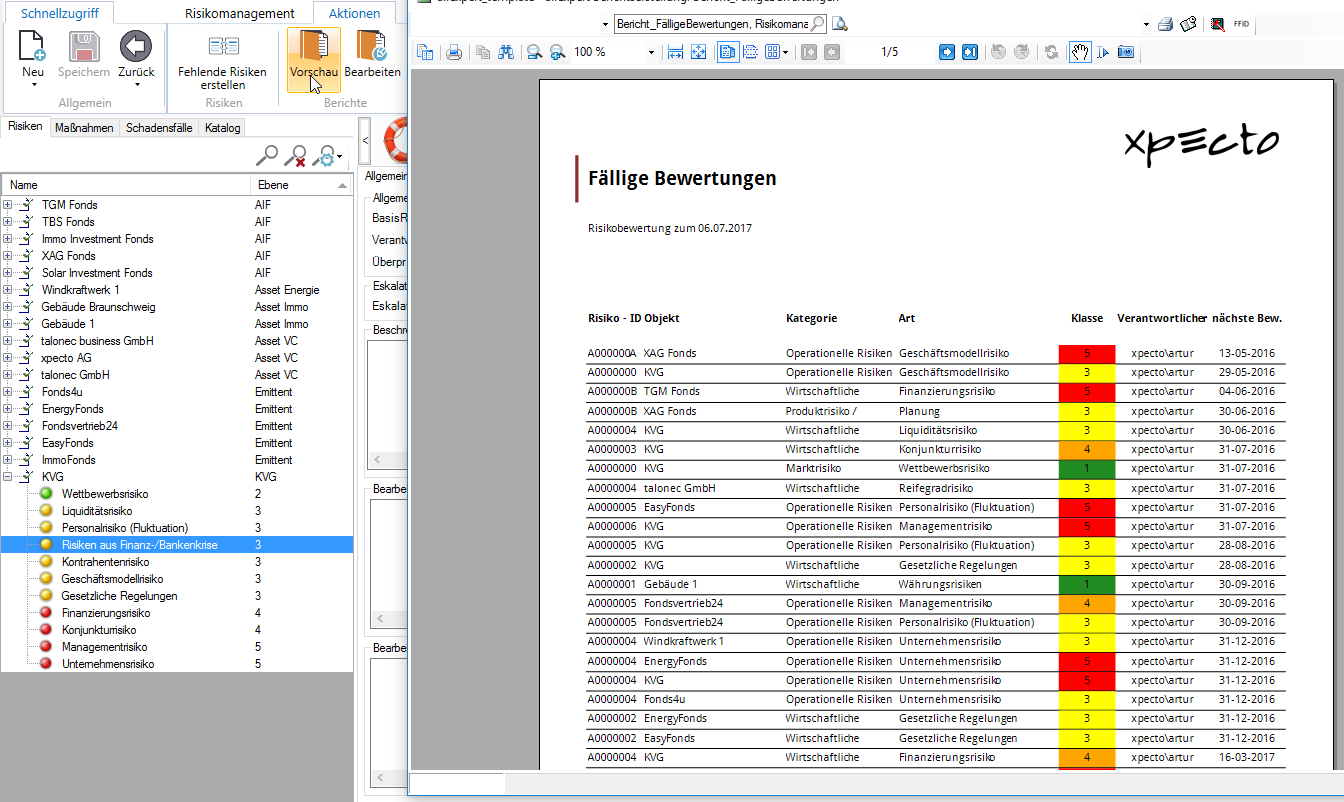 Schnellzugriff Risikomanagement Aktionen
Neu Speichern Zurück Fehlende Risiken erstellen Vorschau Bearbeiten
Allgemein Risiken Berichte
Risiken Maßnahmen Schadensfälle Katalog
Name Ebene
TGM Fonds AIF
TBS Fonds AIF
Immo Investment Fonds AIF
XAG Fonds AIF
Solar Investment Fonds AIF
Windkraftwerk 1 Asset Energie
Gebäude Braunschweig Asset Immo
Gebäude 1 Asset Immo
talonec business GmbH Asset VC
xpecto AG Asset VC
talonec GmbH Asset VC
Fonds4u Emittent
EnergyFonds Emittent
Fondsvertrieb24 Emittent
EasyFonds Emittent
ImmoFonds Emittent
KVG KVG
Wettbewerbsrisiko 2
Liquiditätsrisiko 3
Personalrisiko (Fluktuation) 3
Risiken aus Finanz-/Bankenkrise 3
Kontrahentenrisiko 3
Geschäftsmodellrisiko 3
Gesetzliche Regelungen 3
Finanzierungsrisiko 4
Konjunkturrisiko 4
Managementrisiko 5
Unternehmensrisiko 5
<
Allgemein
Allgeme
BasisR
Verantw
Überpr
Eskalat
Eskalat
Beschre
Bearbe
Bearbe
Bericht_FälligeBewertungen, Risikomana FFID
100 % 1/5
xpecto
Fällige Bewertungen
Risikobewertung zum 06.07.2017
Risiko - ID Objekt Kategorie Art Klasse Verantwortlicher nächste Bew.
A000000A XAG Fonds Operationelle Risiken Geschäftsmodellrisiko 5 xpecto\artur 13-05-2016
A0000000 KVG Operationelle Risiken Geschäftsmodellrisiko 3 xpecto\artur 29-05-2016
A000000B TGM Fonds Wirtschaftliche Finanzierungsrisiko 5 xpecto\artur 04-06-2016
A000000B XAG Fonds Produktrisiko / Planung 3 xpecto\artur 30-06-2016
A0000004 KVG Wirtschaftliche Liquiditätsrisiko 3 xpecto\artur 30-06-2016
A0000003 KVG Wirtschaftliche Konjunkturrisiko 4 xpecto\artur 31-07-2016
A0000000 KVG Marktrisiko Wettbewerbsrisiko 1 xpecto\artur 31-07-2016
A0000004 talonec GmbH Wirtschaftliche Reifegradrisiko 3 xpecto\artur 31-07-2016
A0000005 EasyFonds Operationelle Risiken Personalrisiko (Fluktuation) 5 xpecto\artur 31-07-2016
A0000006 KVG Operationelle Risiken Managementrisiko 5 xpecto\artur 31-07-2016
A0000005 KVG Operationelle Risiken Personalrisiko (Fluktuation) 3 xpecto\artur 28-08-2016
A0000002 KVG Wirtschaftliche Gesetzliche Regelungen 3 xpecto\artur 28-08-2016
A0000001 Gebäude 1 Operationelle Risiken Währungsrisiken 1 xpecto\artur 30-09-2016
A0000005 Fondsvertrieb24 Operationelle Risiken Managementrisiko 4 xpecto\artur 30-09-2016
A0000005 Fondsvertrieb24 Operationelle Risiken Personalrisiko (Fluktuation) 3 xpecto\artur 30-09-2016
A0000004 Windkraftwerk 1 Operationelle Risiken Unternehmensrisiko 3 xpecto\artur 31-12-2016
A0000004 EnergyFonds Operationelle Risiken Unternehmensrisiko 5 xpecto\artur 31-12-2016
A0000004 KVG Operationelle Risiken Unternehmensrisiko 5 xpecto\artur 31-12-2016
A0000004 Fonds4u Operationelle Risiken Unternehmensrisiko 3 xpecto\artur 31-12-2016
A0000002 EnergyFonds Wirtschaftliche Gesetzliche Regelungen 3 xpecto\artur 31-12-2016
A0000002 EasyFonds Wirtschaftliche Gesetzliche Regelungen 3 xpecto\artur 31-12-2016
A0000004 KVG Wirtschaftliche Finanzierungsrisiko 4 xpecto\artur 16-03-2017